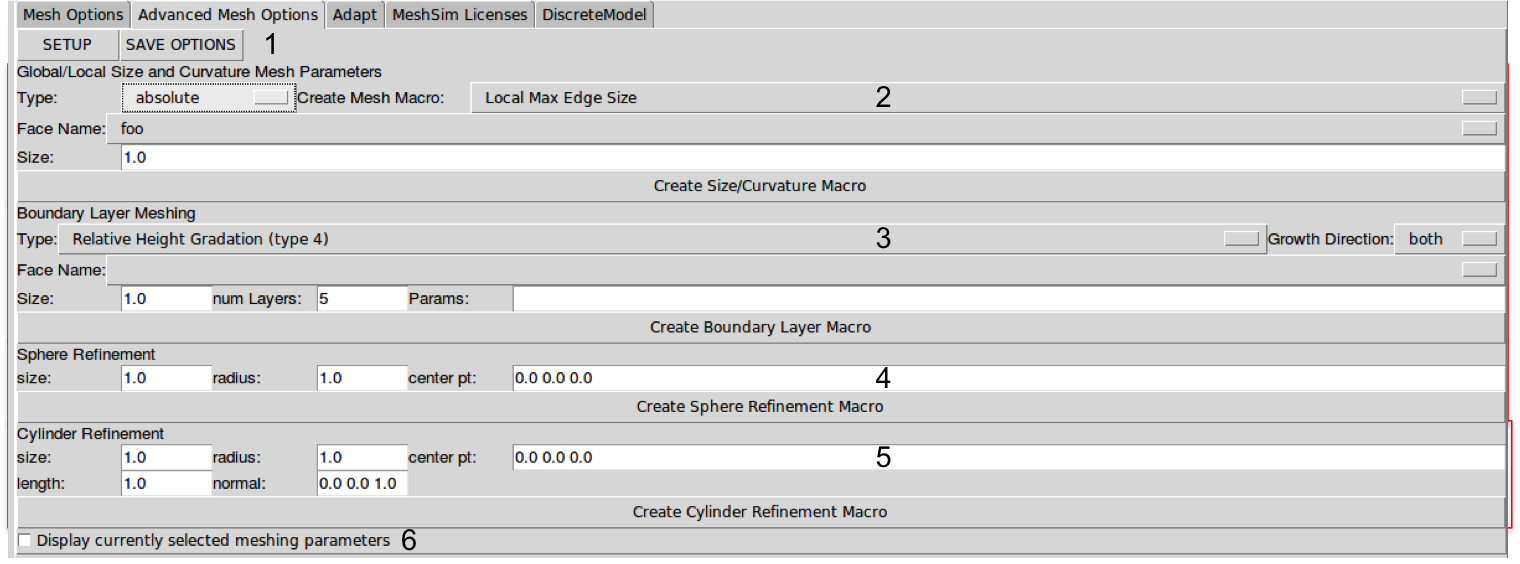 Mesh Options Advanced Mesh Options Adapt MeshSim Licenses DiscreteModel
SETUP SAVE OPTIONS 1
Global/Local Size and Curvature Mesh Parameters
Type: absolute Create Mesh Macro: Local Max Edge Size 2
Face Name: foo
Size: 1.0
Create Size/Curvature Macro
Boundary Layer Meshing
Type: Relative Height Gradation (type 4) 3 Growth Direction: both
Face Name:
Size: 1.0 num Layers: 5 Params:
Create Boundary Layer Macro
Sphere Refinement
size: 1.0 radius: 1.0 center pt: 0.0 0.0 0.0 4
Create Sphere Refinement Macro
Cylinder Refinement
size: 1.0 radius: 1.0 center pt: 0.0 0.0 0.0 5
length: 1.0 normal: 0.0 0.0 1.0
Create Cylinder Refinement Macro
Display currently selected meshing parameters 6